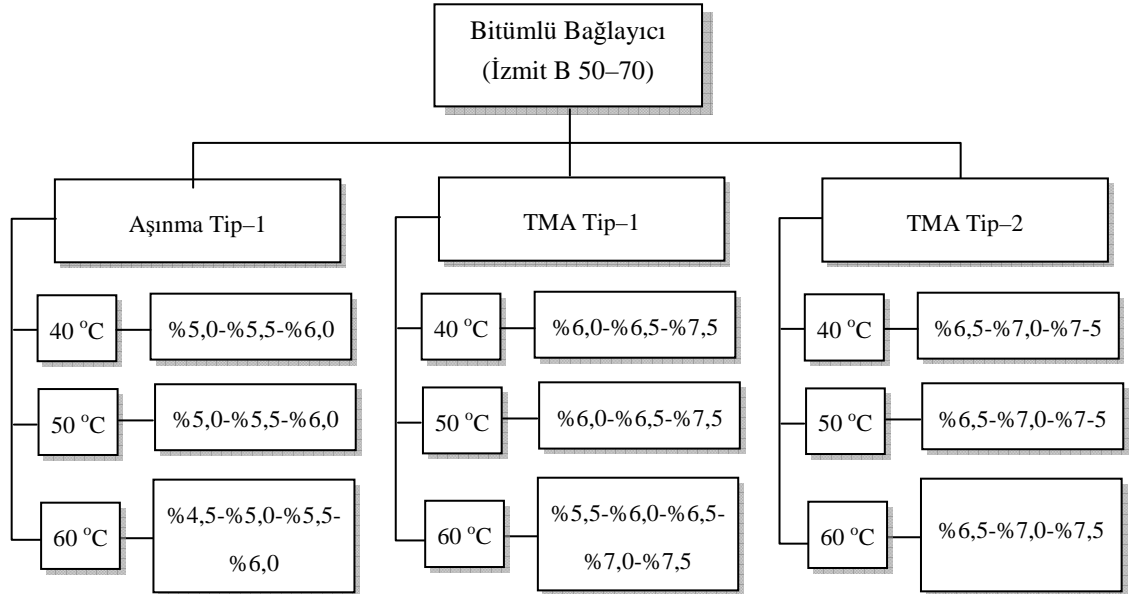 Bitümlü Bağlayıcı
(İzmit B 50–70)
Aşınma Tip–1
40 °C
%5,0-%5,5-%6,0
50 °C
%5,0-%5,5-%6,0
60 °C
%4,5-%5,0-%5,5-
%6,0
TMA Tip–1
40 °C
%6,0-%6,5-%7,5
50 °C
%6,0-%6,5-%7,5
60 °C
%5,5-%6,0-%6,5-
%7,0-%7,5
TMA Tip–2
40 °C
%6,5-%7,0-%7-5
50 °C
%6,5-%7,0-%7-5
60 °C
%6,5-%7,0-%7,5